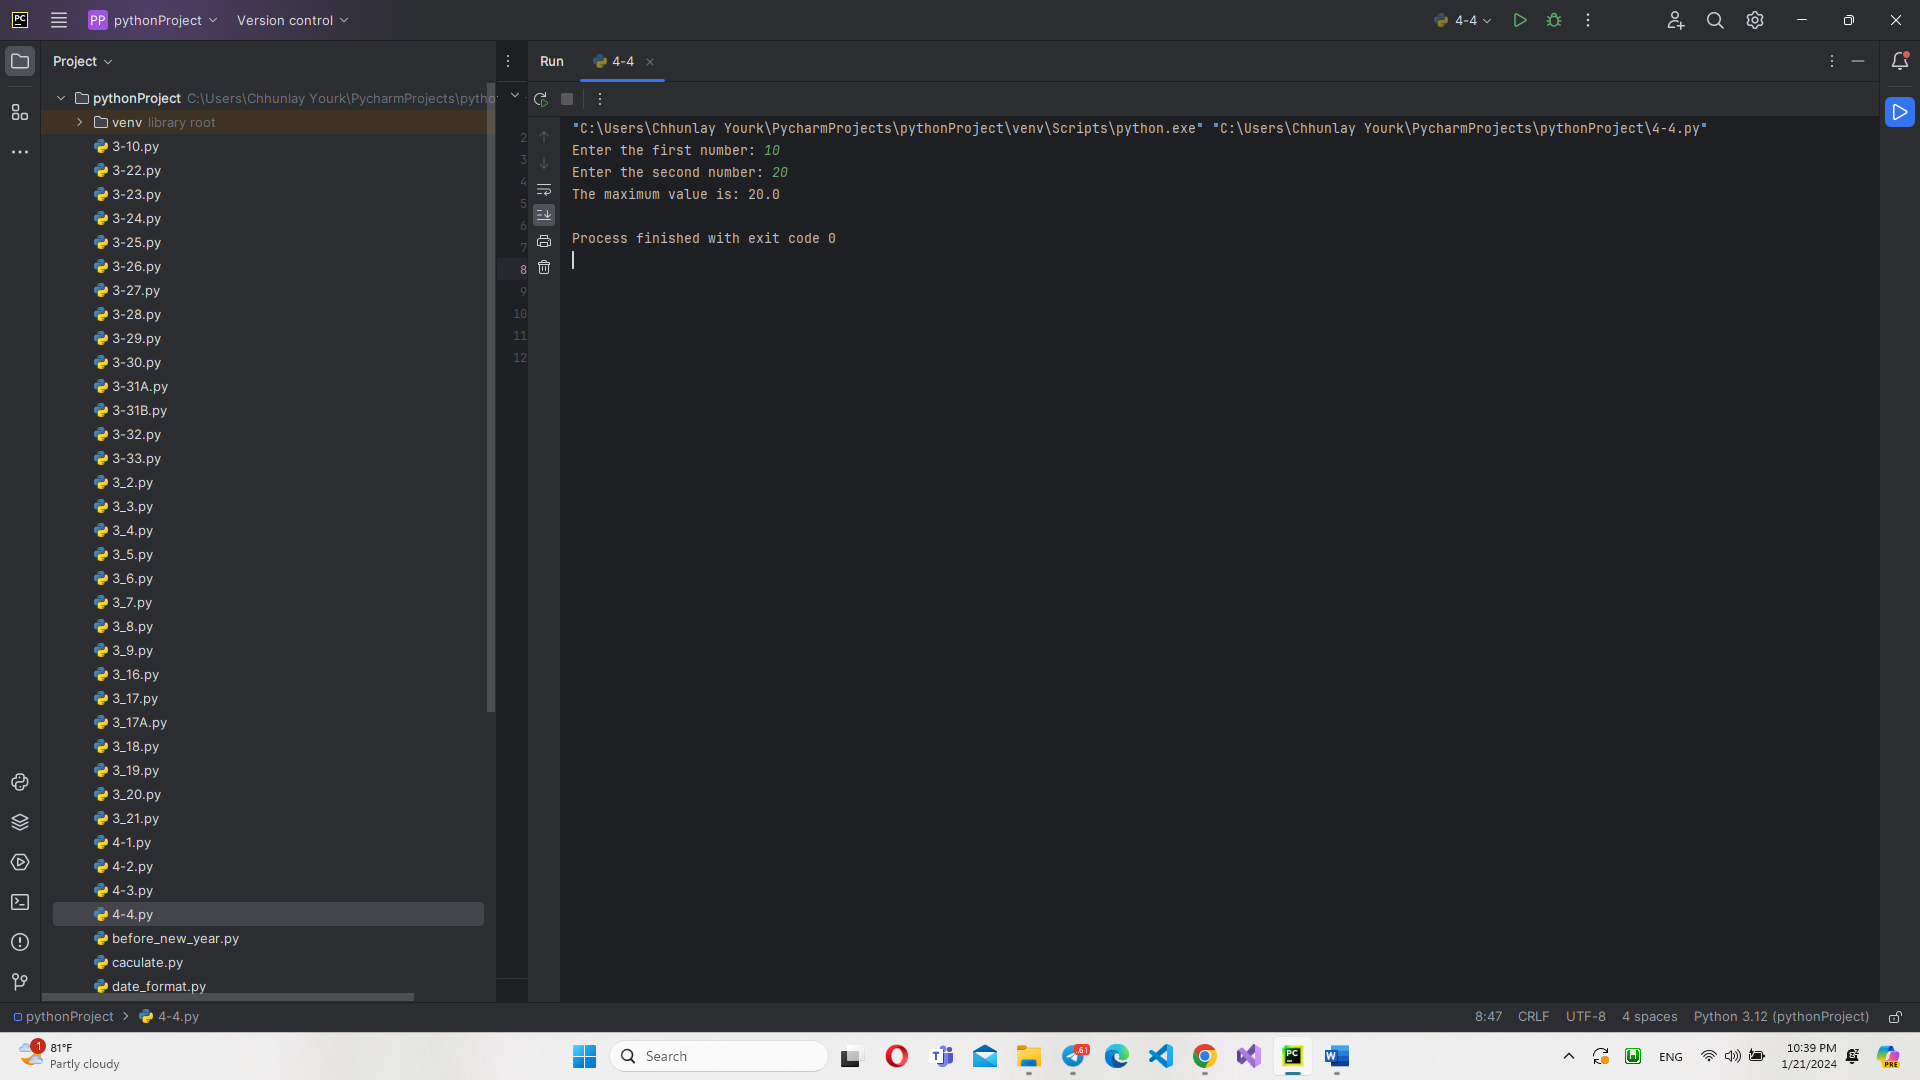 PC PP pythonProject Version control 4-4
Project
Run 4-4
pythonProject C:\Users\Chhunlay Yourk\PycharmProjects\pytho
venv library root
3-10.py
3-22.py
3-23.py
3-24.py
3-25.py
3-26.py
3-27.py
3-28.py
3-29.py
3-30.py
3-31A.py
3-31B.py
3-32.py
3-33.py
3_2.py
3_3.py
3_4.py
3_5.py
3_6.py
3_7.py
3_8.py
3_9.py
3_16.py
3_17.py
3_17A.py
3_18.py
3_19.py
3_20.py
3_21.py
4-1.py
4-2.py
4-3.py
4-4.py
before_new_year.py
caculate.py
date_format.py
2
3
4
5
6
7
8
9
10
11
12
"C:\Users\Chhunlay Yourk\PycharmProjects\pythonProject\venv\Scripts\python.exe" "C:\Users\Chhunlay Yourk\PycharmProjects\pythonProject\4-4.py"
Enter the first number: 10
Enter the second number: 20
The maximum value is: 20.0
Process finished with exit code 0
pythonProject 4-4.py 8:47 CRLF UTF-8 4 spaces Python 3.12 (pythonProject)
1 81°F
Partly cloudy
Search
61
PC
W
ENG
10:39 PM
1/21/2024
PRE